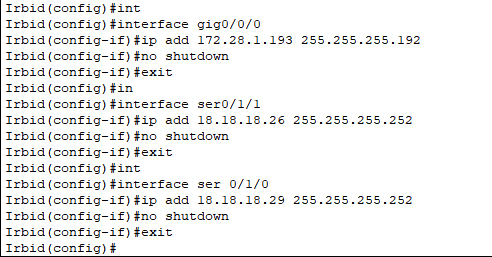 Irbid(config)#int
Irbid(config)#interface gig0/0/0
Irbid(config-if)#ip add 172.28.1.193 255.255.255.192
Irbid(config-if)#no shutdown
Irbid(config-if)#exit
Irbid(config)#in
Irbid(config)#interface ser0/1/1
Irbid(config-if)#ip add 18.18.18.26 255.255.255.252
Irbid(config-if)#no shutdown
Irbid(config-if)#exit
Irbid(config)#int
Irbid(config)#interface ser 0/1/0
Irbid(config-if)#ip add 18.18.18.29 255.255.255.252
Irbid(config-if)#no shutdown
Irbid(config-if)#exit
Irbid(config)#